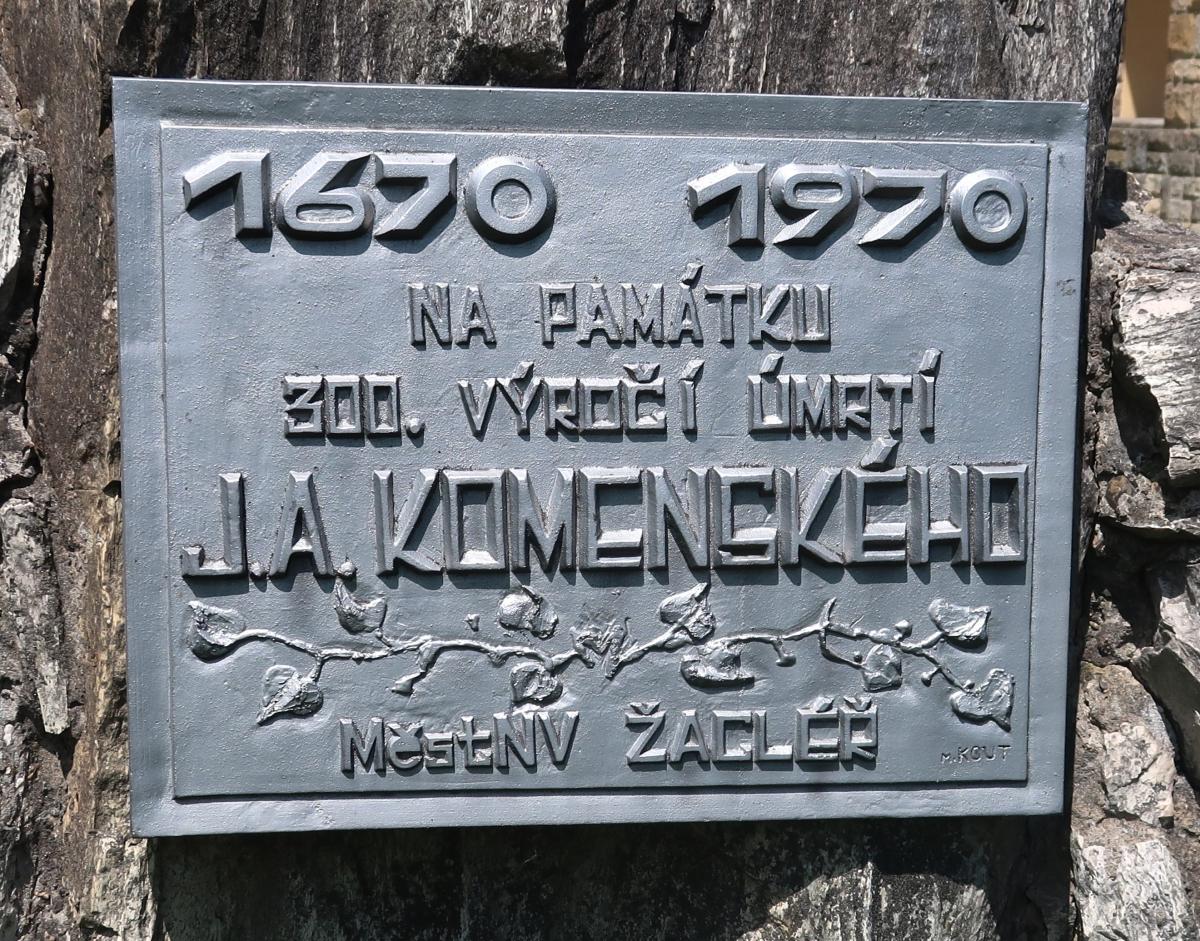 1670 1970
NA PAMÁTKU
300. VÝROČÍ ÚMRTÍ
J.A. KOMENSKÉHO
MěstNV ŽACLÉŘ
M.KOUT